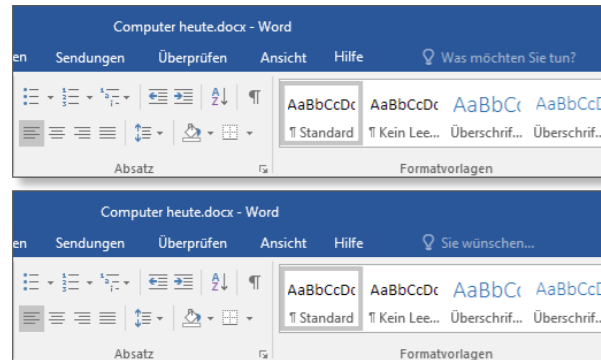 Computer heute.docx - Word
en Sendungen Überprüfen Ansicht Hilfe Was möchten Sie tun?
AaBbCcDc AaBbCcDc AaBbCc AaBbCcD
¶ Standard ¶ Kein Lee... Überschrif... Überschrif...
Absatz Formatvorlagen
Computer heute.docx - Word
en Sendungen Überprüfen Ansicht Hilfe Sie wünschen...
AaBbCcDc AaBbCcDc AaBbCc AaBbCcD
¶ Standard ¶ Kein Lee... Überschrif... Überschrif...
Absatz Formatvorlagen